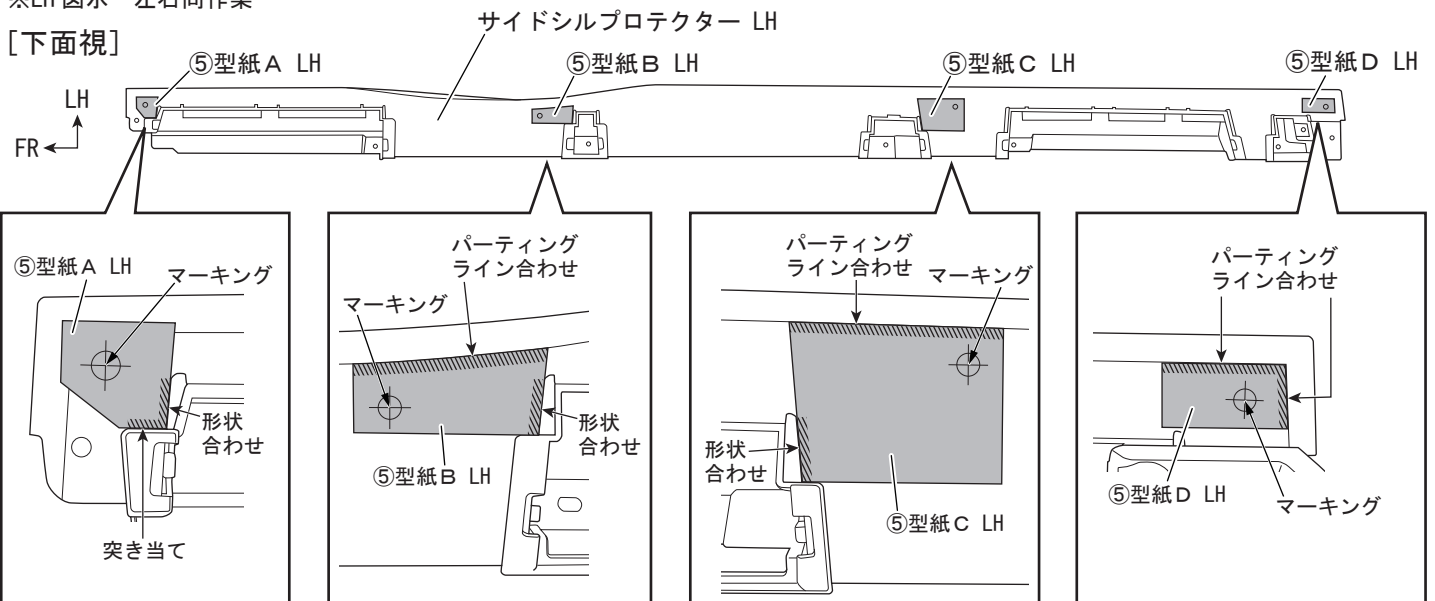 ※LH図示 左右同作業
サイドシルプロテクター LH
[下面視]
⑤型紙A LH
⑤型紙B LH
⑤型紙C LH
⑤型紙D LH
LH
FR
⑤型紙A LH
マーキング
形状
合わせ
突き当て
パーティング
ライン合わせ
マーキング
形状
合わせ
⑤型紙B LH
パーティング
ライン合わせ
マーキング
形状
合わせ
⑤型紙C LH
パーティング
ライン合わせ
⑤型紙D LH
マーキング